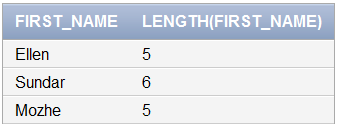 FIRST_NAME LENGTH(FIRST_NAME)
Ellen 5
Sundar 6
Mozhe 5